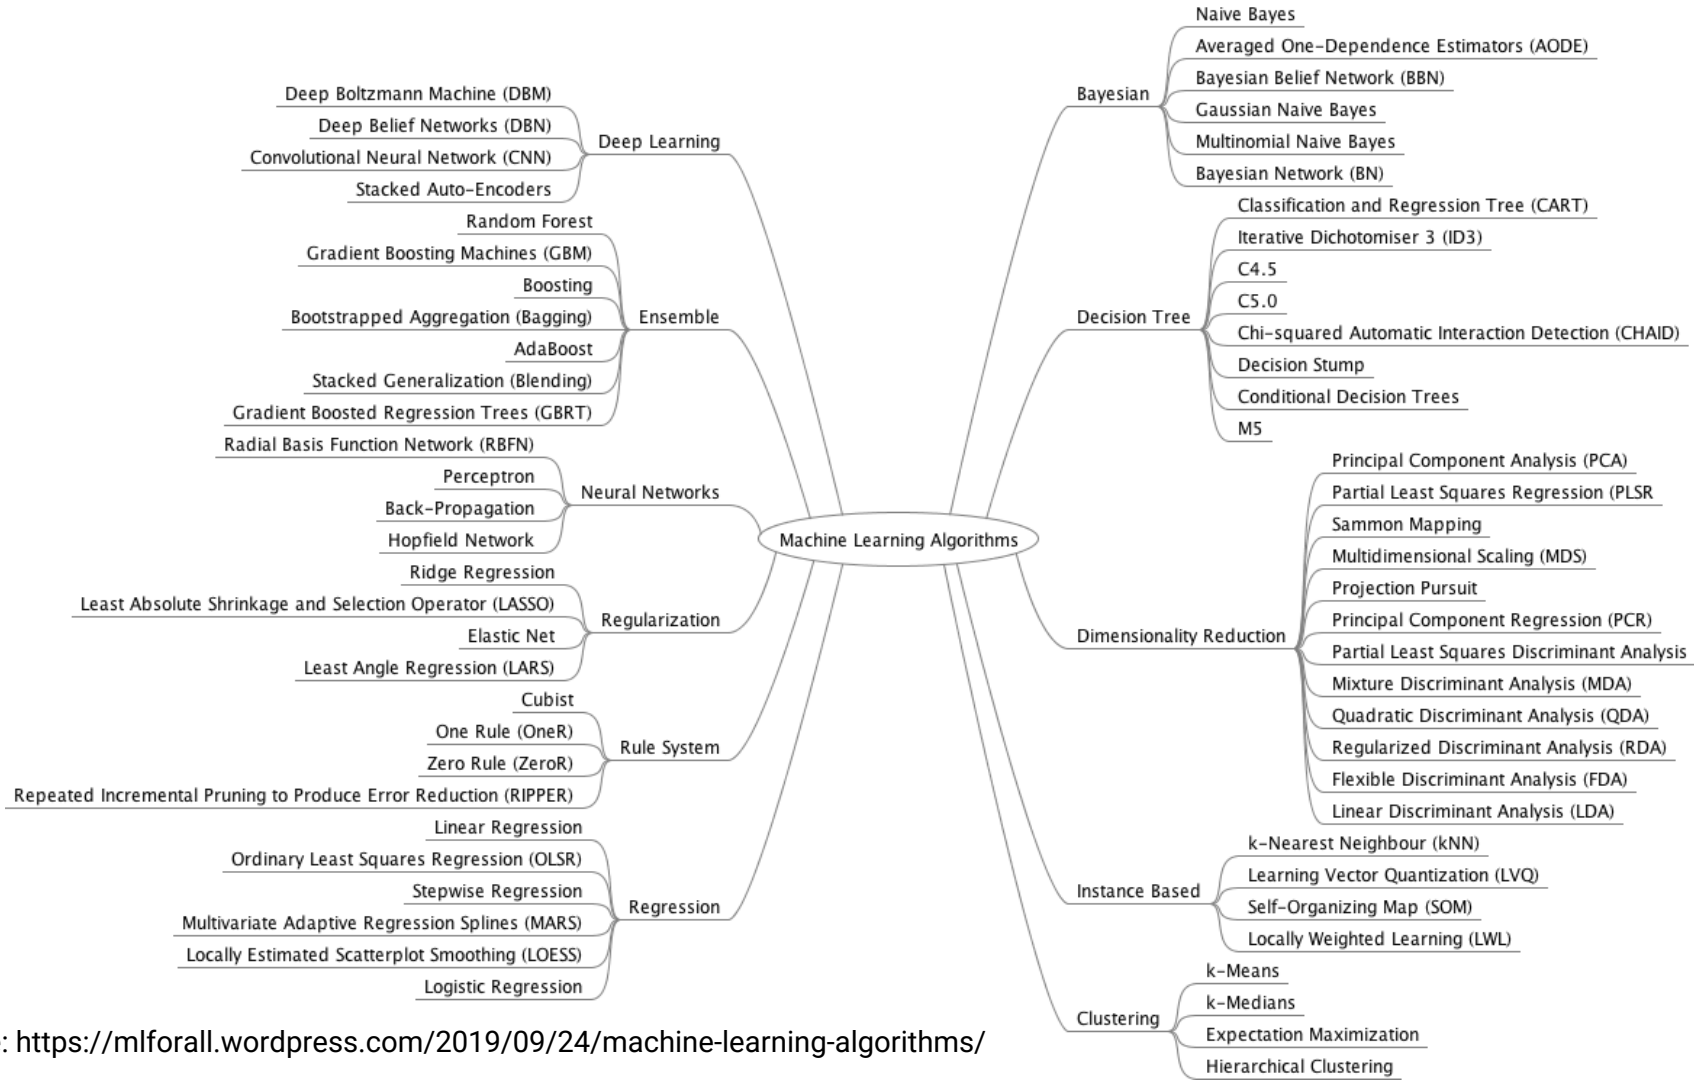 Machine Learning Algorithms
Deep Learning
Deep Boltzmann Machine (DBM)
Deep Belief Networks (DBN)
Convolutional Neural Network (CNN)
Stacked Auto-Encoders
Ensemble
Random Forest
Gradient Boosting Machines (GBM)
Boosting
Bootstrapped Aggregation (Bagging)
AdaBoost
Stacked Generalization (Blending)
Gradient Boosted Regression Trees (GBRT)
Neural Networks
Radial Basis Function Network (RBFN)
Perceptron
Back-Propagation
Hopfield Network
Regularization
Ridge Regression
Least Absolute Shrinkage and Selection Operator (LASSO)
Elastic Net
Least Angle Regression (LARS)
Rule System
Cubist
One Rule (OneR)
Zero Rule (ZeroR)
Repeated Incremental Pruning to Produce Error Reduction (RIPPER)
Regression
Linear Regression
Ordinary Least Squares Regression (OLSR)
Stepwise Regression
Multivariate Adaptive Regression Splines (MARS)
Locally Estimated Scatterplot Smoothing (LOESS)
Logistic Regression
Bayesian
Naive Bayes
Averaged One-Dependence Estimators (AODE)
Bayesian Belief Network (BBN)
Gaussian Naive Bayes
Multinomial Naive Bayes
Bayesian Network (BN)
Decision Tree
Classification and Regression Tree (CART)
Iterative Dichotomiser 3 (ID3)
C4.5
C5.0
Chi-squared Automatic Interaction Detection (CHAID)
Decision Stump
Conditional Decision Trees
M5
Dimensionality Reduction
Principal Component Analysis (PCA)
Partial Least Squares Regression (PLSR
Sammon Mapping
Multidimensional Scaling (MDS)
Projection Pursuit
Principal Component Regression (PCR)
Partial Least Squares Discriminant Analysis
Mixture Discriminant Analysis (MDA)
Quadratic Discriminant Analysis (QDA)
Regularized Discriminant Analysis (RDA)
Flexible Discriminant Analysis (FDA)
Linear Discriminant Analysis (LDA)
Instance Based
k-Nearest Neighbour (kNN)
Learning Vector Quantization (LVQ)
Self-Organizing Map (SOM)
Locally Weighted Learning (LWL)
Clustering
k-Means
k-Medians
Expectation Maximization
Hierarchical Clustering
: https://mlforall.wordpress.com/2019/09/24/machine-learning-algorithms/